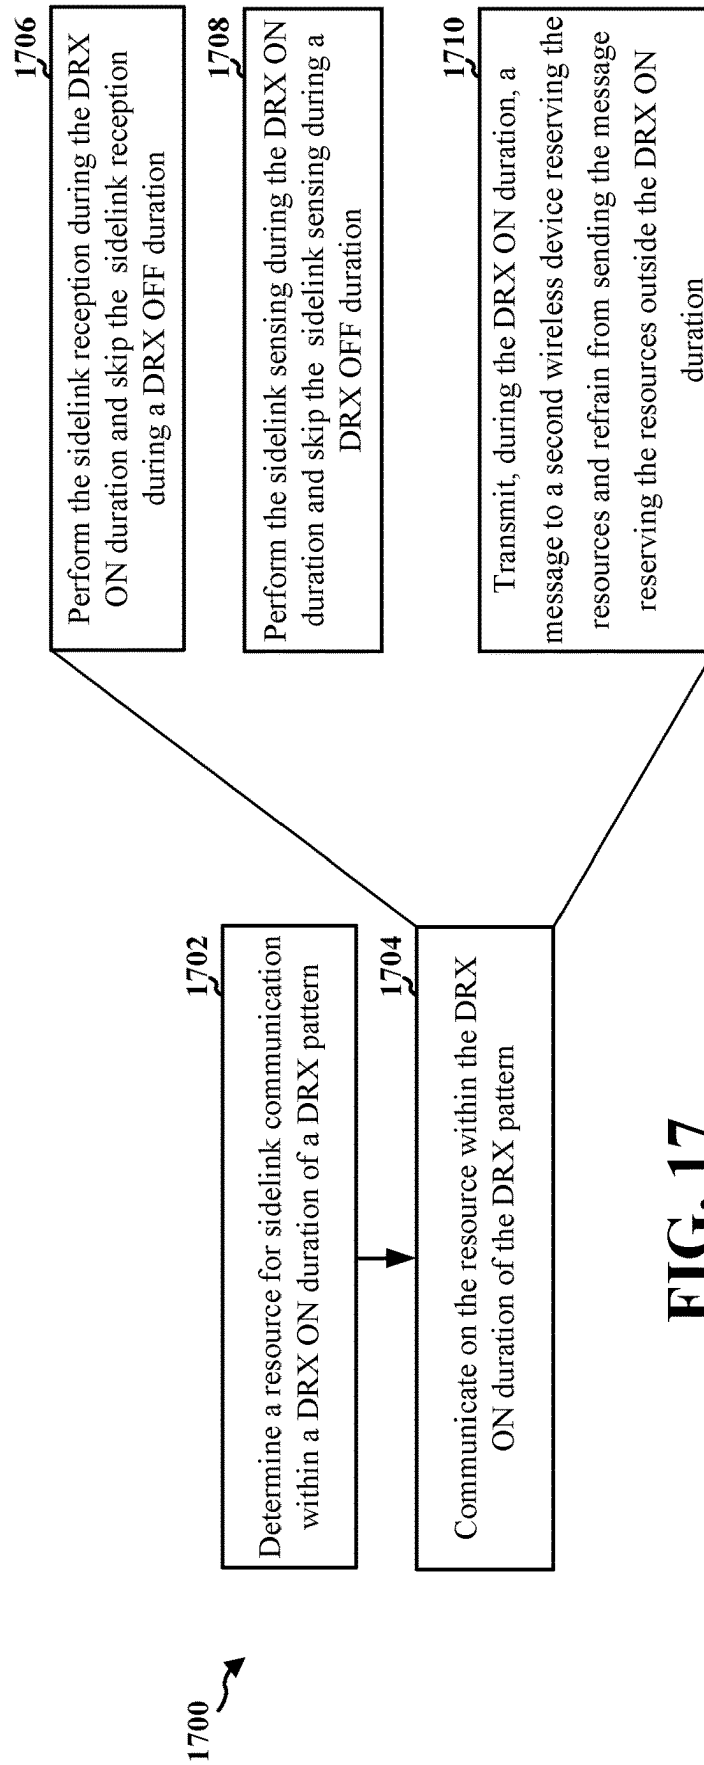 1700
1702
Determine a resource for sidelink communication
within a DRX ON duration of a DRX pattern
1704
Communicate on the resource within the DRX
ON duration of the DRX pattern
1706
Perform the sidelink reception during the DRX
ON duration and skip the sidelink reception
during a DRX OFF duration
1708
Perform the sidelink sensing during the DRX ON
duration and skip the sidelink sensing during a
DRX OFF duration
1710
Transmit, during the DRX ON duration, a
message to a second wireless device reserving the
resources and refrain from sending the message
reserving the resources outside the DRX ON
duration
FIG. 17